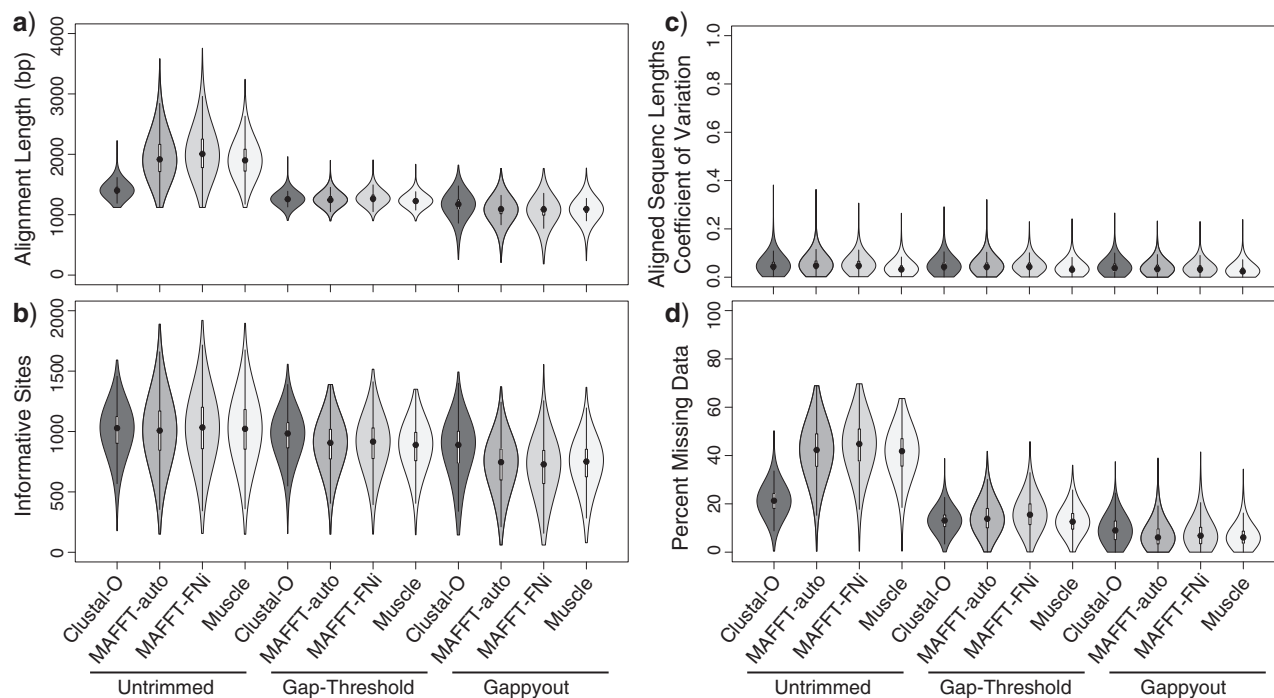 a)
Alignment Length (bp)
4000
3000
2000
1000
0
b)
Informative Sites
2000
1500
1000
500
0
Clustal-O
MAFFT-auto
MAFFT-FNi
Muscle
Clustal-O
MAFFT-auto
MAFFT-FNi
Muscle
Clustal-O
MAFFT-auto
MAFFT-FNi
Muscle
Untrimmed
Gap-Threshold
Gappyout
c)
Aligned Sequenc Lengths
Coefficient of Variation
1.0
0.8
0.6
0.4
0.2
0.0
d)
Percent Missing Data
100
80
60
40
20
0
Clustal-O
MAFFT-auto
MAFFT-FNi
Muscle
Clustal-O
MAFFT-auto
MAFFT-FNi
Muscle
Clustal-O
MAFFT-auto
MAFFT-FNi
Muscle
Untrimmed
Gap-Threshold
Gappyout